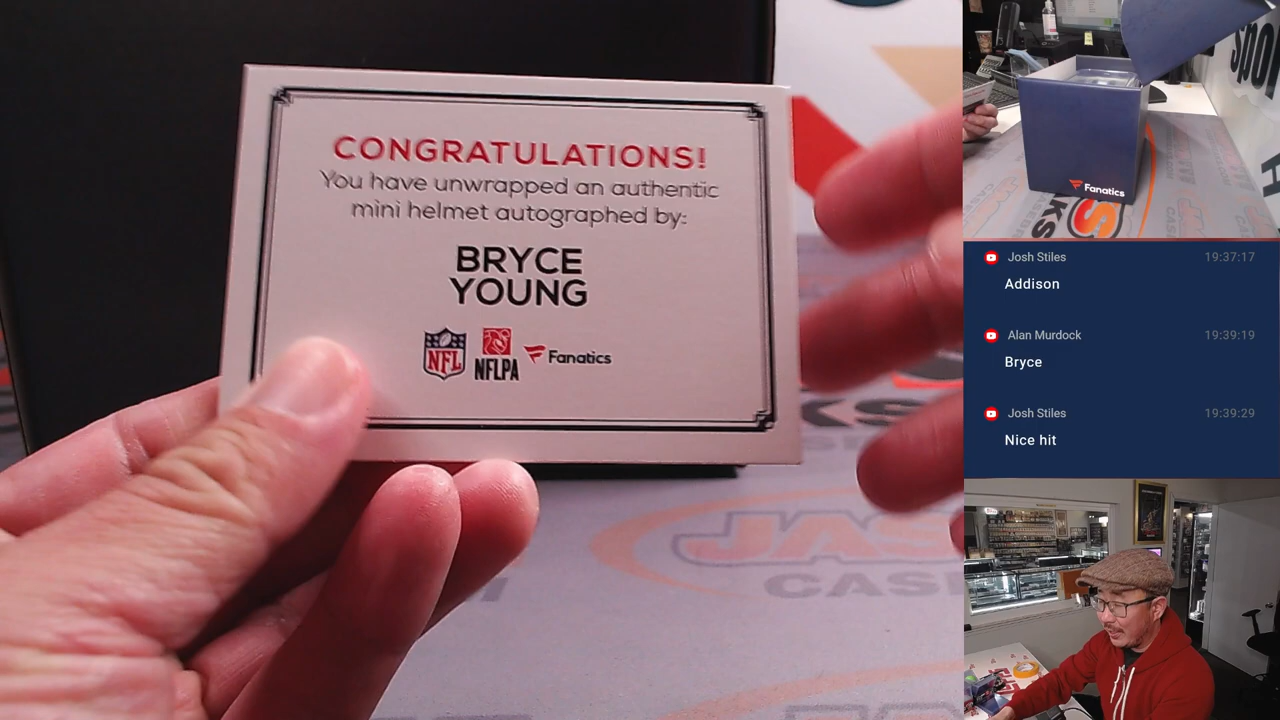 CONGRATULATIONS!
You have unwrapped an authentic
mini helmet autographed by:
BRYCE
YOUNG
NFL
NFLPA
Fanatics
Fanatics
Josh Stiles 19:37:17
Addison
Alan Murdock 19:39:19
Bryce
Josh Stiles 19:39:29
Nice hit